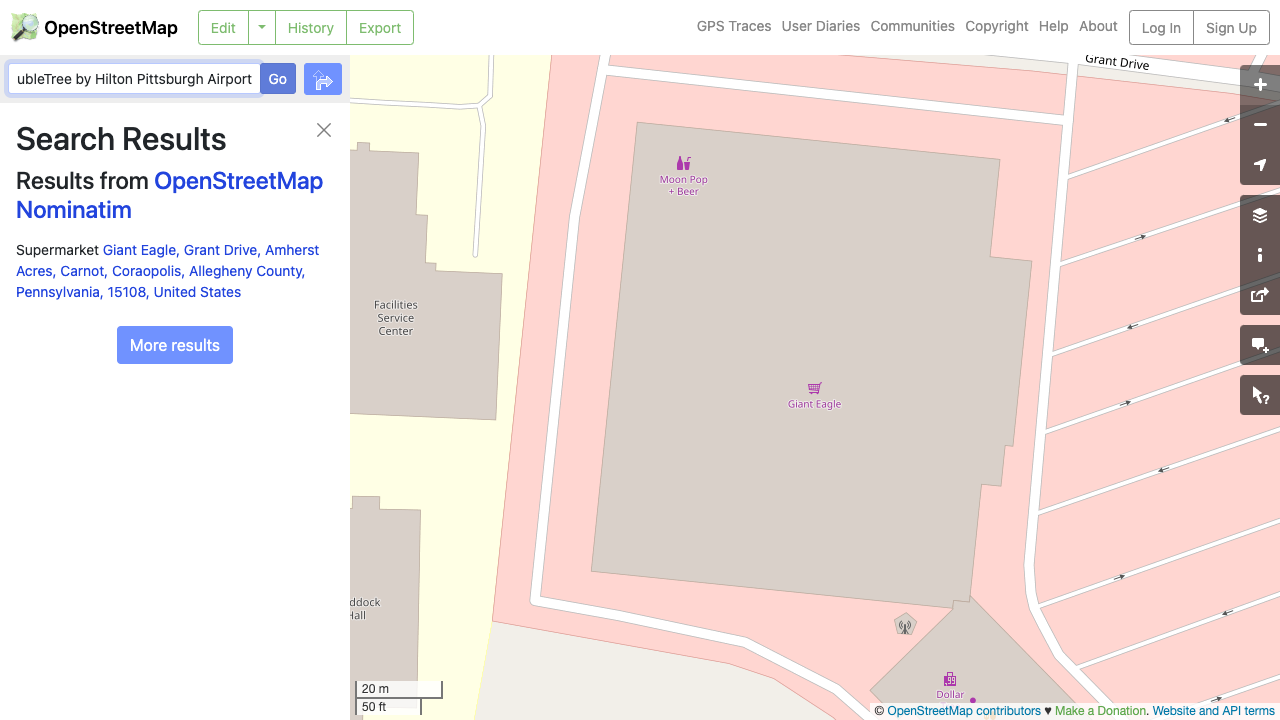 OpenStreetMap
Edit
History
Export
GPS Traces
User Diaries
Communities
Copyright
Help
About
Log In
Sign Up
ubleTree by Hilton Pittsburgh Airport
Go
Search Results
Results from OpenStreetMap
Nominatim
Supermarket Giant Eagle, Grant Drive, Amherst
Acres, Carnot, Coraopolis, Allegheny County,
Pennsylvania, 15108, United States
More results
Grant Drive
Moon Pop
+ Beer
Facilities
Service
Center
Giant Eagle
ddock
Hall
Dollar
20 m
50 ft
© OpenStreetMap contributors ♥ Make a Donation. Website and API terms